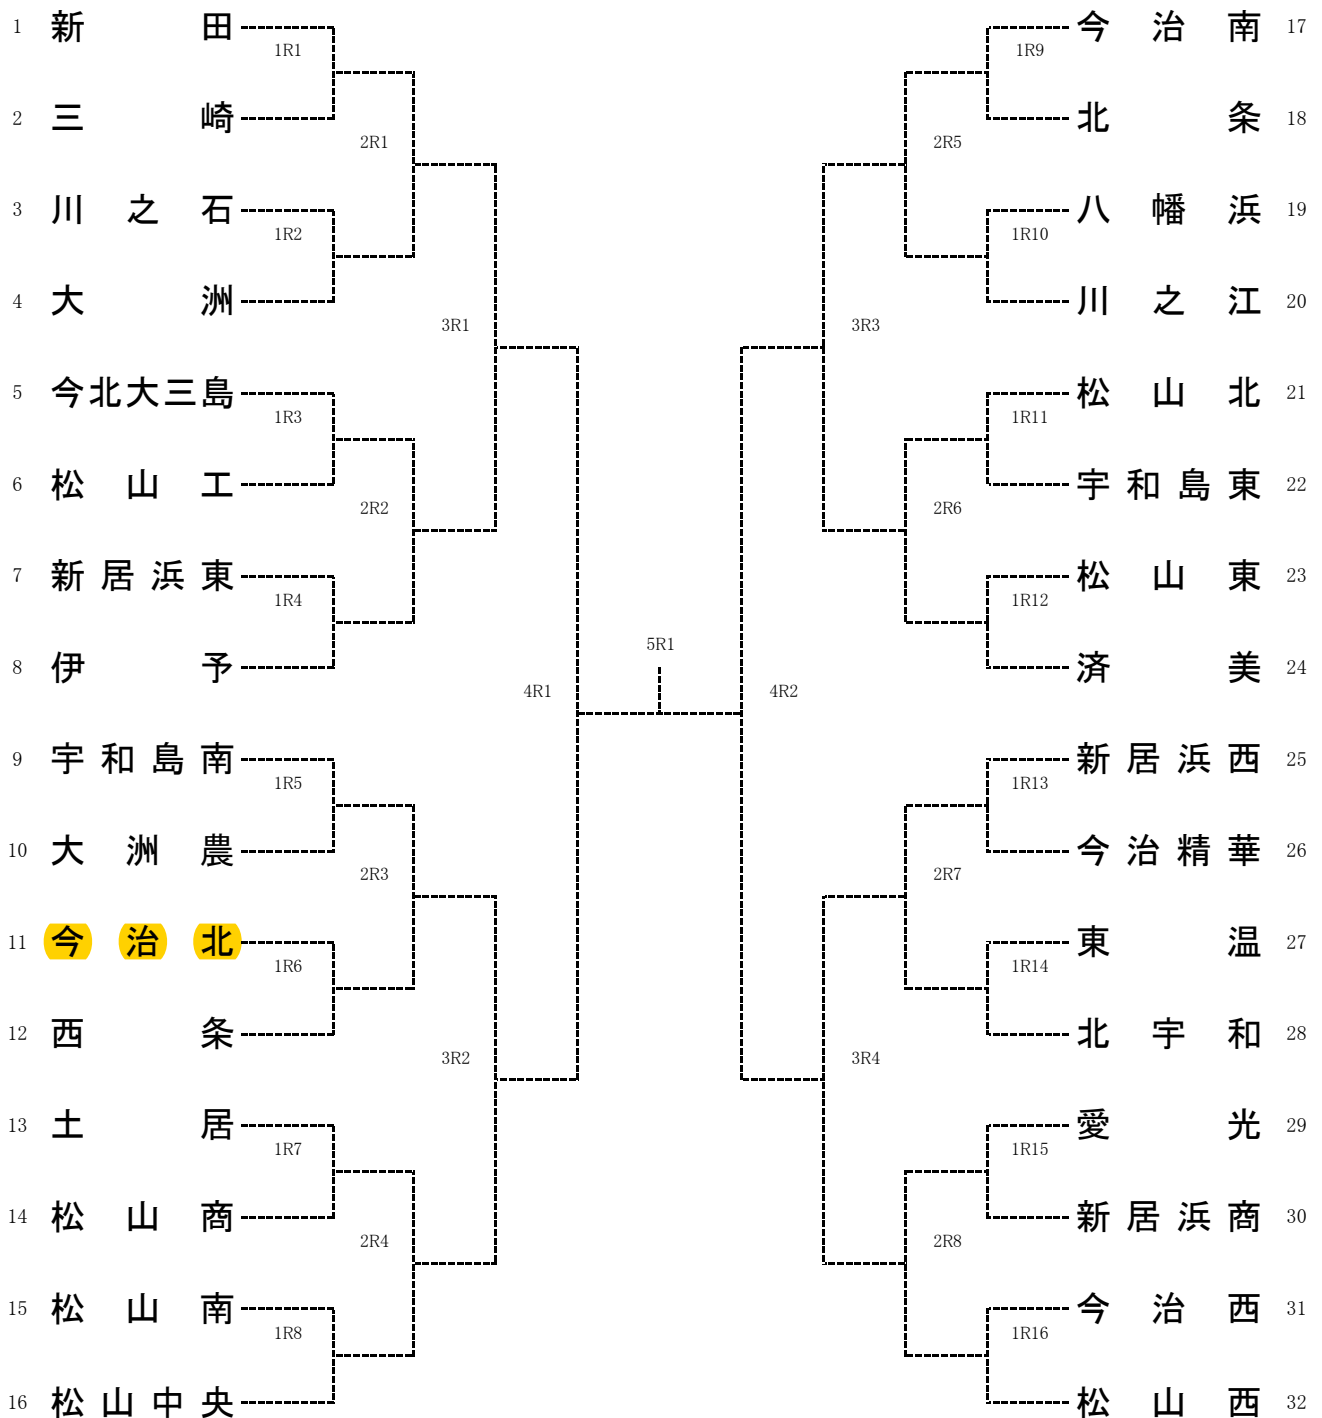 1 新田
1R1
2 三崎
2R1
3 川之石
1R2
4 大洲
3R1
5 今北大三島
1R3
6 松山工
2R2
7 新居浜東
1R4
8 伊予
4R1
9 宇和島南
1R5
10 大洲農
2R3
11 今治北
1R6
12 西条
3R2
13 土居
1R7
14 松山商
2R4
15 松山南
1R8
16 松山中央
5R1
今治南 17
1R9
北条 18
2R5
八幡浜 19
1R10
川之江 20
3R3
松山北 21
1R11
宇和島東 22
2R6
松山東 23
1R12
済美 24
4R2
新居浜西 25
1R13
今治精華 26
2R7
東温 27
1R14
北宇和 28
3R4
愛光 29
1R15
新居浜商 30
2R8
今治西 31
1R16
松山西 32